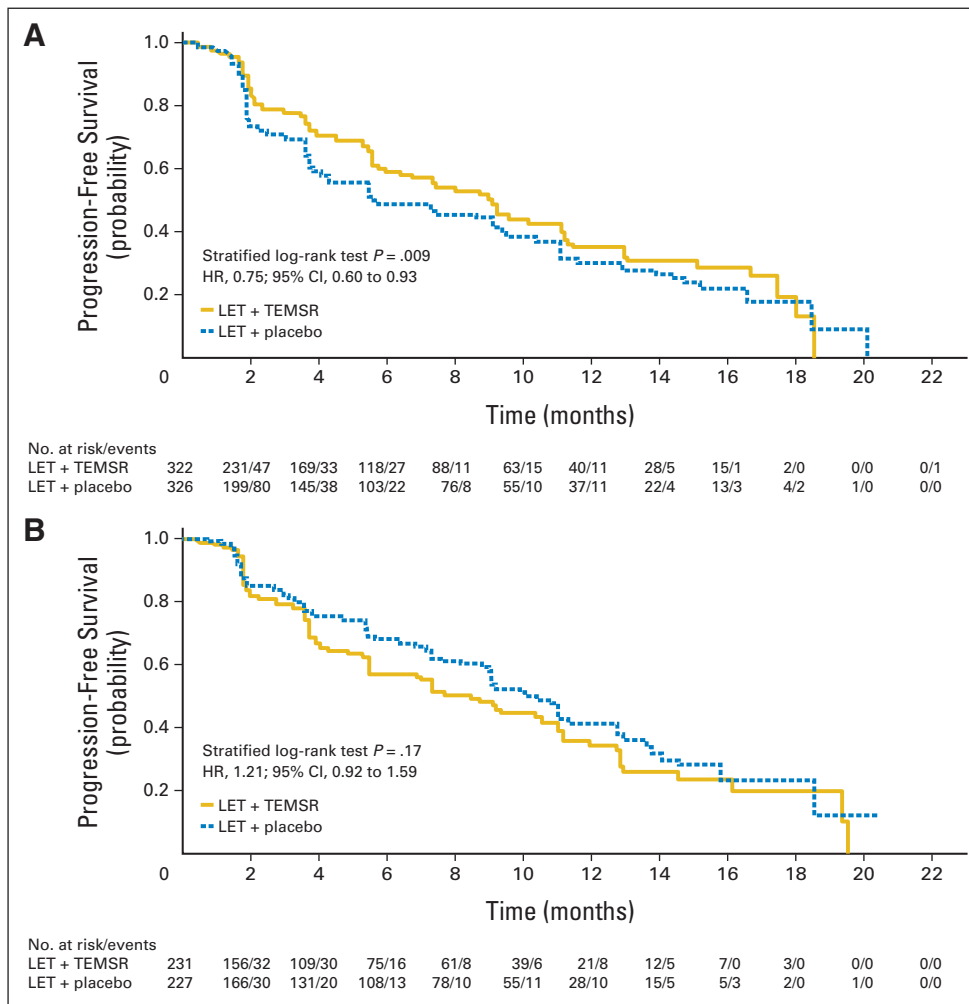 A
Progression-Free Survival
(probability)
1.0
0.8
0.6
0.4
0.2
Stratified log-rank test P = .009
HR, 0.75; 95% CI, 0.60 to 0.93
LET + TEMSR
LET + placebo
0 2 4 6 8 10 12 14 16 18 20 22
Time (months)
No. at risk/events
LET + TEMSR 322 231/47 169/33 118/27 88/11 63/15 40/11 28/5 15/1 2/0 0/0 0/1
LET + placebo 326 199/80 145/38 103/22 76/8 55/10 37/11 22/4 13/3 4/2 1/0 0/0
B
Progression-Free Survival
(probability)
1.0
0.8
0.6
0.4
0.2
Stratified log-rank test P = .17
HR, 1.21; 95% CI, 0.92 to 1.59
LET + TEMSR
LET + placebo
0 2 4 6 8 10 12 14 16 18 20 22
Time (months)
No. at risk/events
LET + TEMSR 231 156/32 109/30 75/16 61/8 39/6 21/8 12/5 7/0 3/0 0/0 0/0
LET + placebo 227 166/30 131/20 108/13 78/10 55/11 28/10 15/5 5/3 2/0 1/0 0/0